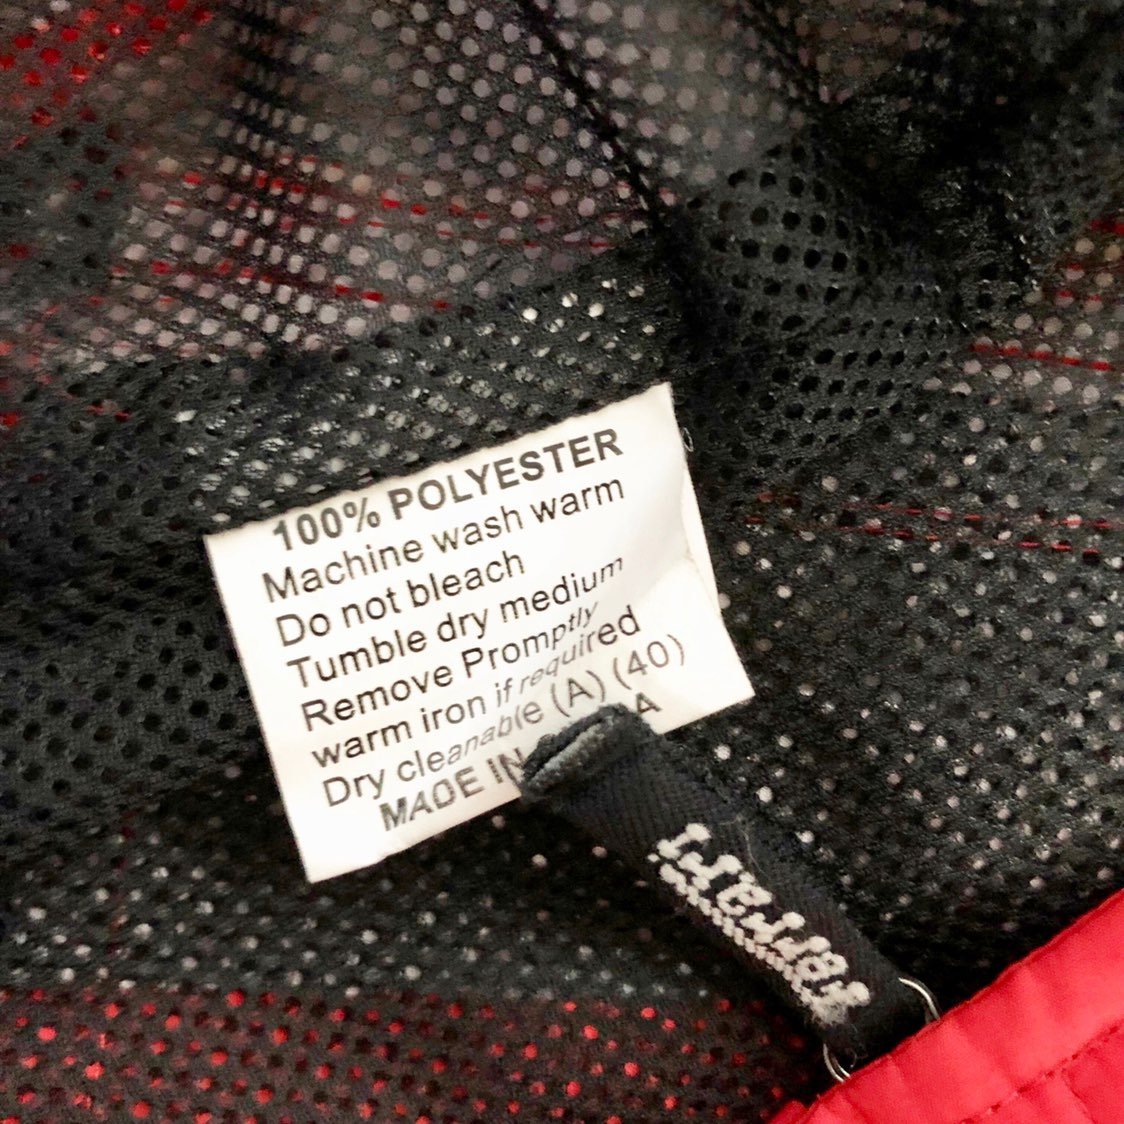 100% POLYESTER
Machine wash warm
Do not bleach
Tumble dry medium
Remove Promptly
warm iron if required
Dry cleanable (A) (40)
MADE IN A